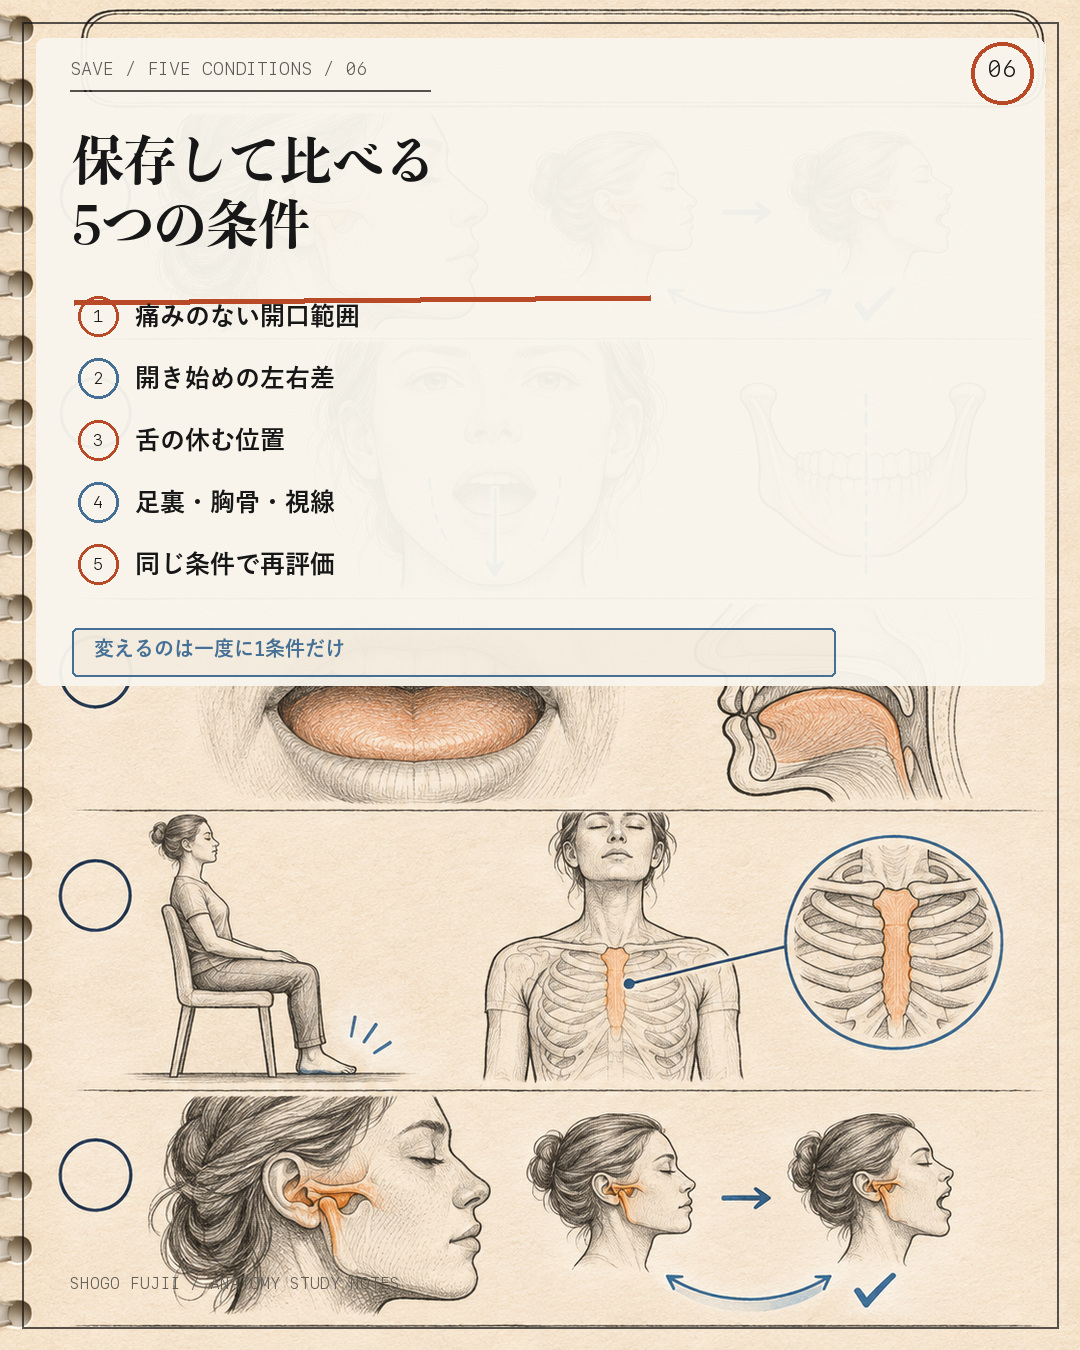 SAVE / FIVE CONDITIONS / 06
06
保存して比べる
5つの条件
1 痛みのない開口範囲
2 開き始めの左右差
3 舌の休む位置
4 足裏・胸骨・視線
5 同じ条件で再評価
変えるのは一度に1条件だけ
SHOGO FUJII / ANATOMY STUDY NOTES